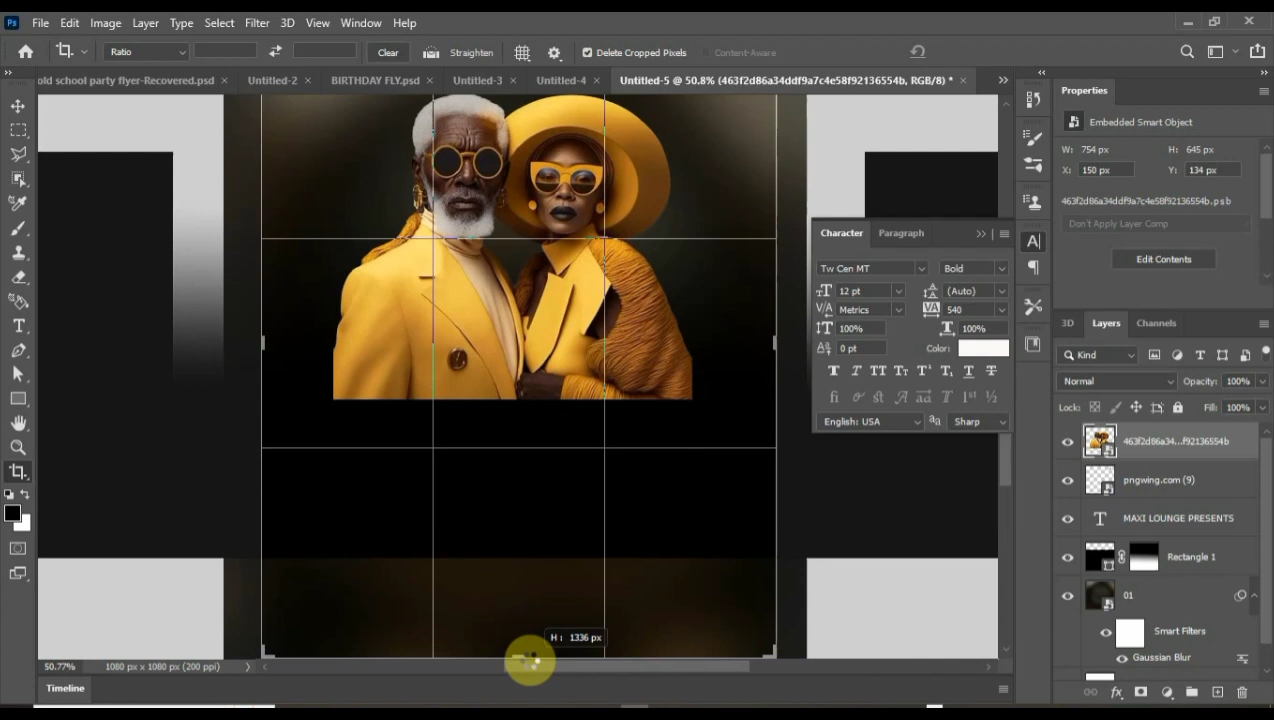 Ps File Edit Image Layer Type Select Filter 3D View Window Help
Ratio Clear Straighten Delete Cropped Pixels Content-Aware
old school party flyer-Recovered.psd × Untitled-2 × BIRTHDAY FLY.psd × Untitled-3 × Untitled-4 × Untitled-5 @ 50.8% (463f2d86a34ddf9a7c4e58f92136554b, RGB/8) * ×
Properties
Embedded Smart Object
W: 754 px H: 645 px
X: 150 px Y: 134 px
463f2d86a34ddf9a7c4e58f92136554b.psb
Don't Apply Layer Comp
Edit Contents
Character Paragraph
Tw Cen MT Bold
12 pt (Auto)
Metrics 540
100% 100%
0 pt Color:
English: USA Sharp
3D Layers Channels
Kind
Normal Opacity: 100%
Lock: Fill: 100%
463f2d86a34...f92136554b
pngwing.com (9)
MAXI LOUNGE PRESENTS
Rectangle 1
01
Smart Filters
Gaussian Blur
H : 1336 px
50.77% 1080 px x 1080 px (200 ppi)
Timeline